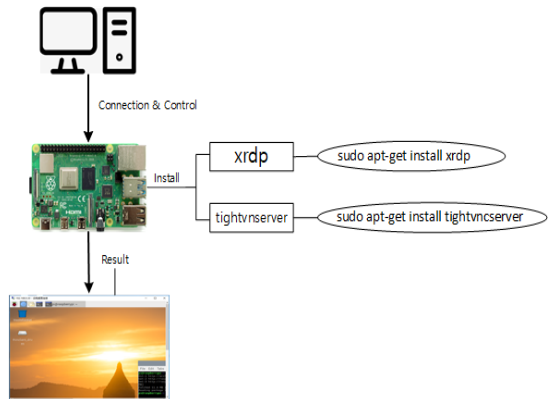 Connection & Control
Install
xrdp
sudo apt-get install xrdp
tightvnserver
sudo apt-get install tightvncserver
Result